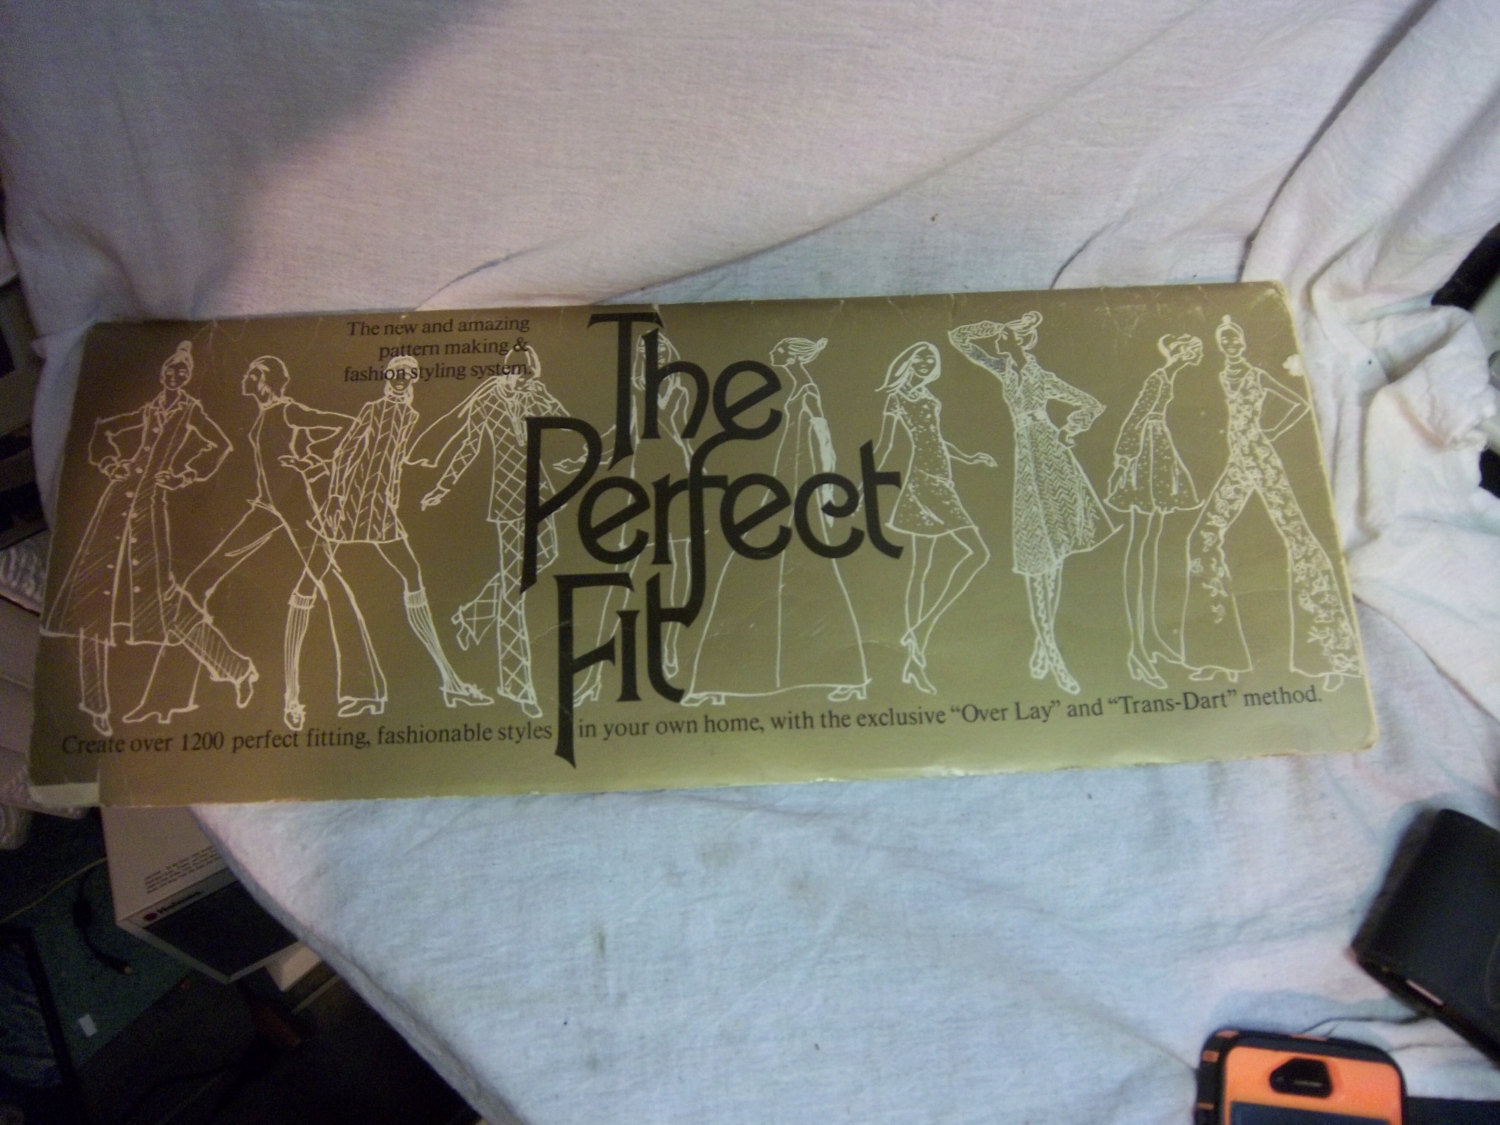 The new and amazing
pattern making &
fashion styling system.
The
Perfect
Fit
Create over 1200 perfect fitting, fashionable styles in your own home, with the exclusive “Over Lay” and “Trans-Dart” method.